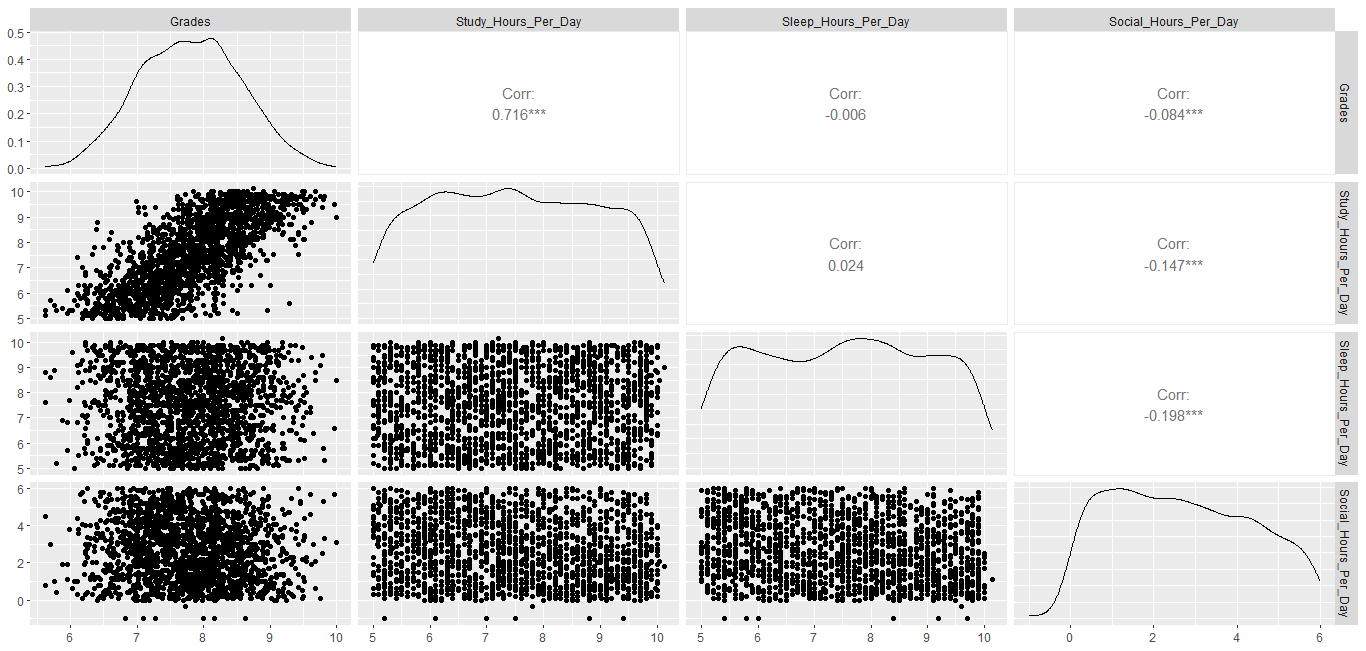 Grades
Study_Hours_Per_Day
Sleep_Hours_Per_Day
Social_Hours_Per_Day
0.5
0.4
0.3
0.2
0.1
0.0
Corr:
0.716***
Corr:
-0.006
Corr:
-0.084***
Grades
10
9
8
7
6
5
Corr:
0.024
Corr:
-0.147***
Study_Hours_Per_Day
10
9
8
7
6
5
Corr:
-0.198***
Sleep_Hours_Per_Day
6
4
2
0
Social_Hours_Per_Day
6 7 8 9 10
5 6 7 8 9 10
5 6 7 8 9 10
0 2 4 6